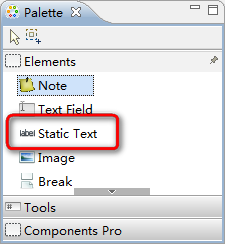 Palette
Elements
Note
Text Field
label Static Text
Image
Break
Tools
Components Pro